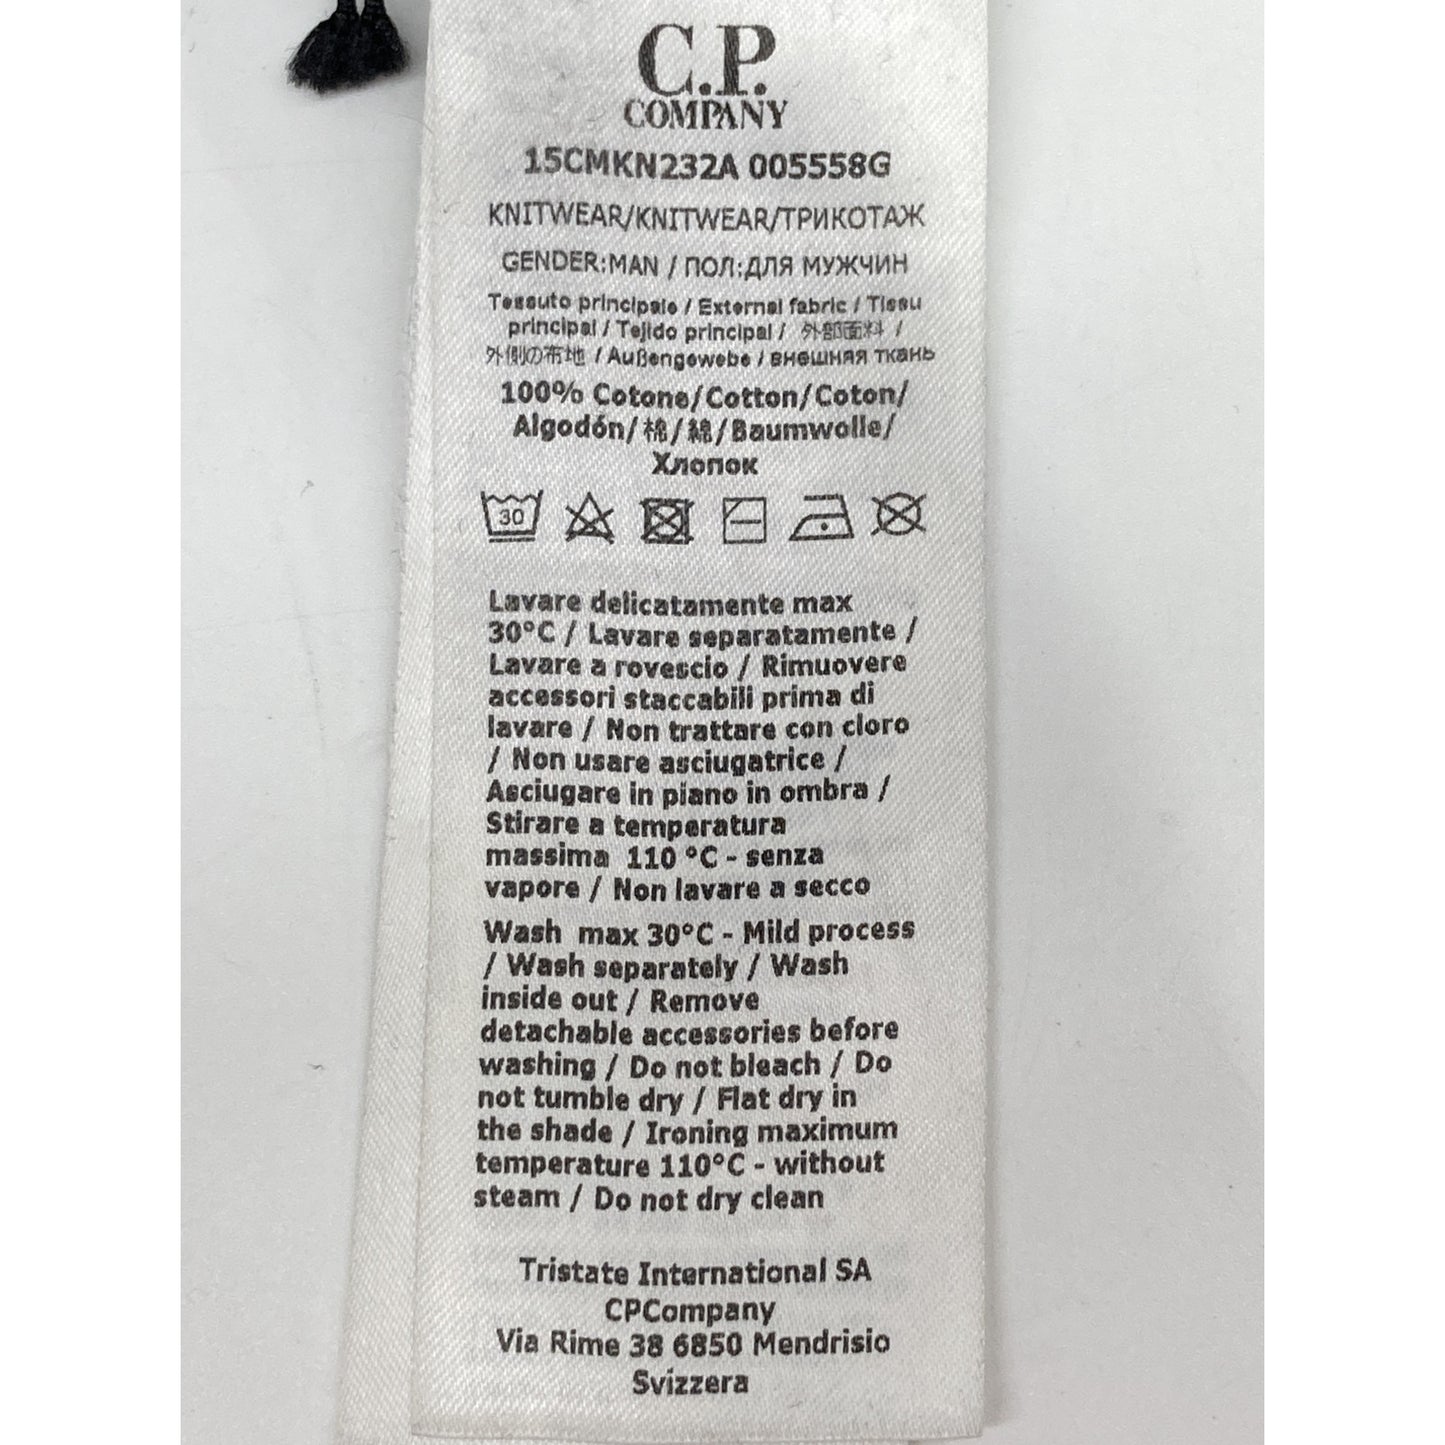 C.P.
COMPANY
15CMKN232A 005558G
KNITWEAR/KNITWEAR/ТРИКОТАЖ
GENDER:MAN / ПОЛ:ДЛЯ МУЖЧИН
Tessuto principale / External fabric / Tissu
principal / Tejido principal / 外部面料 /
外側の布地 / Außengewebe / внешняя ткань
100% Cotone/Cotton/Coton/
Algodón/棉/綿/Baumwolle/
Хлопок
30
Lavare delicatamente max
30°C / Lavare separatamente /
Lavare a rovescio / Rimuovere
accessori staccabili prima di
lavare / Non trattare con cloro
/ Non usare asciugatrice /
Asciugare in piano in ombra /
Stirare a temperatura
massima 110 °C - senza
vapore / Non lavare a secco
Wash max 30°C - Mild process
/ Wash separately / Wash
inside out / Remove
detachable accessories before
washing / Do not bleach / Do
not tumble dry / Flat dry in
the shade / Ironing maximum
temperature 110°C - without
steam / Do not dry clean
Tristate International SA
CPCompany
Via Rime 38 6850 Mendrisio
Svizzera